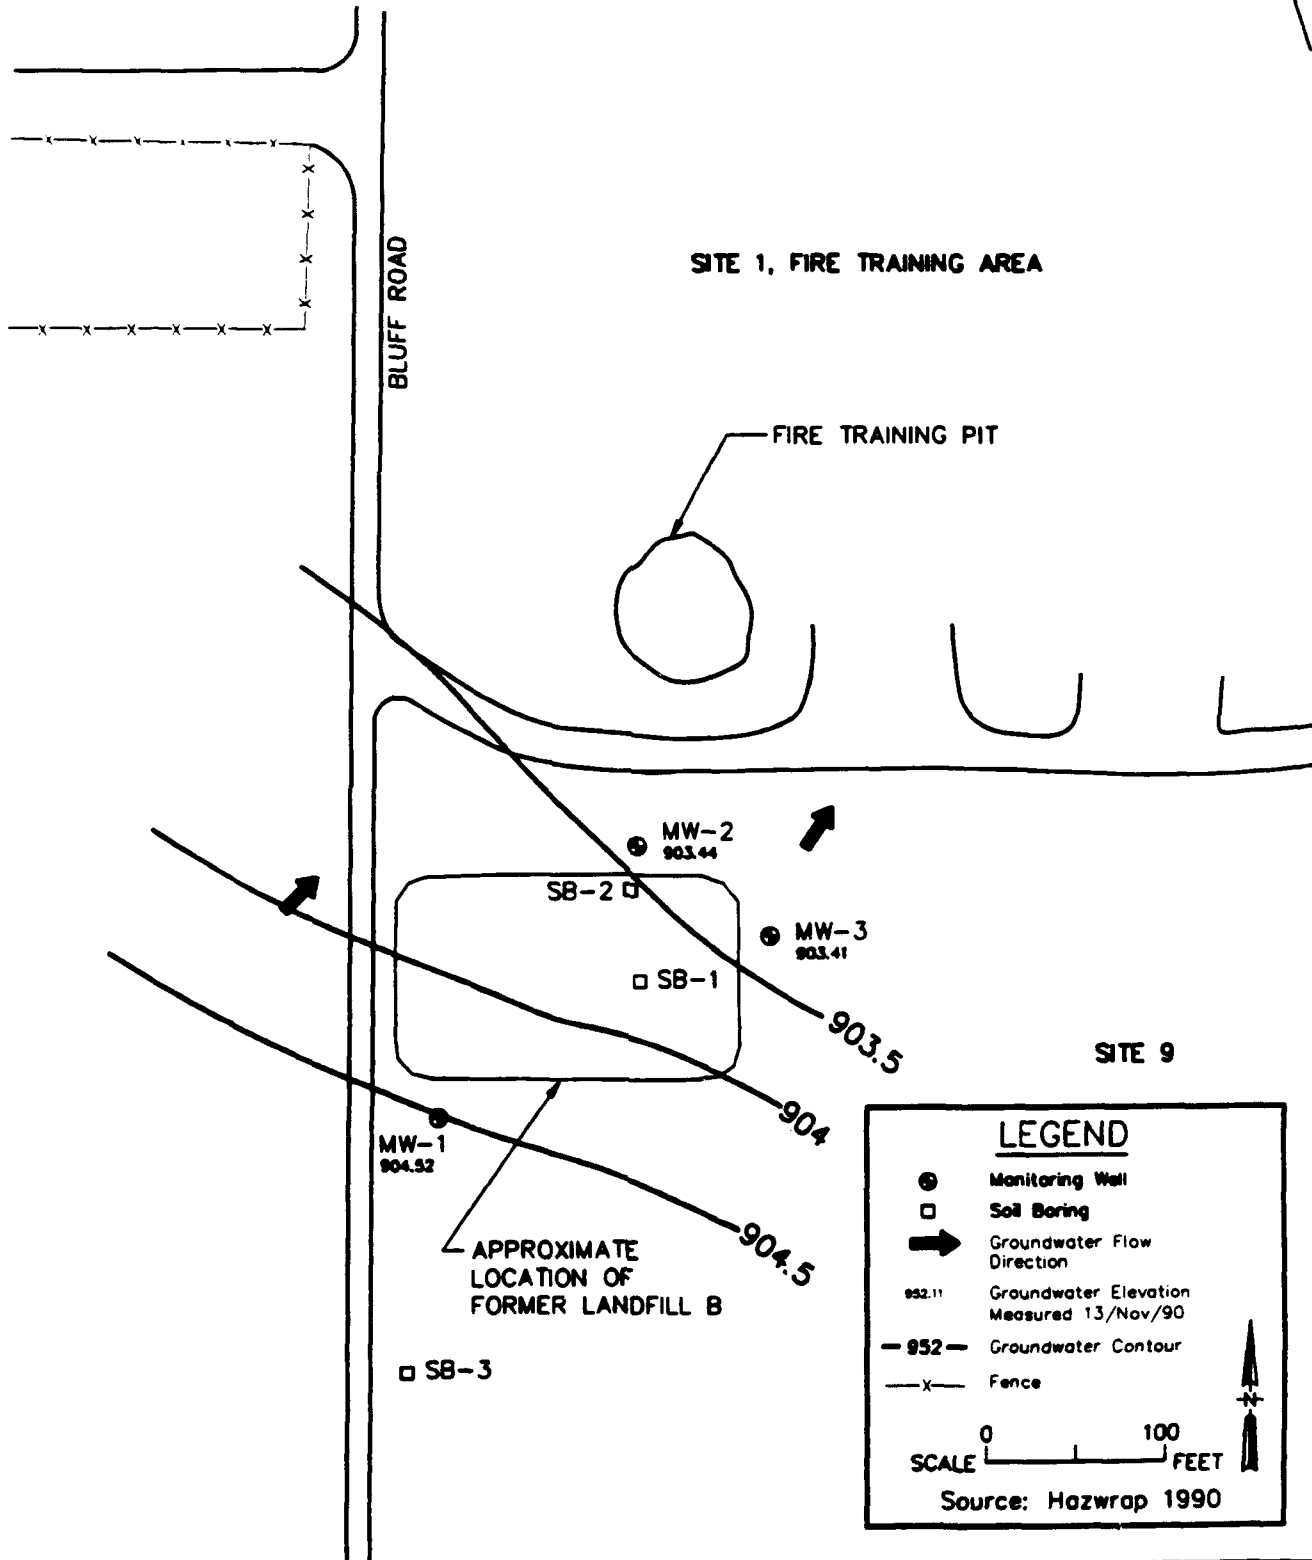 BLUFF ROAD
SITE 1, FIRE TRAINING AREA
FIRE TRAINING PIT
MW-2
903.44
SB-2
MW-3
903.41
SB-1
903.5
SITE 9
904
MW-1
904.52
904.5
APPROXIMATE
LOCATION OF
FORMER LANDFILL B
SB-3
LEGEND
Monitoring Well
Soil Boring
Groundwater Flow
Direction
952.11 Groundwater Elevation
Measured 13/Nov/90
952 Groundwater Contour
x Fence
N
0 100
SCALE FEET
Source: Hazwrap 1990